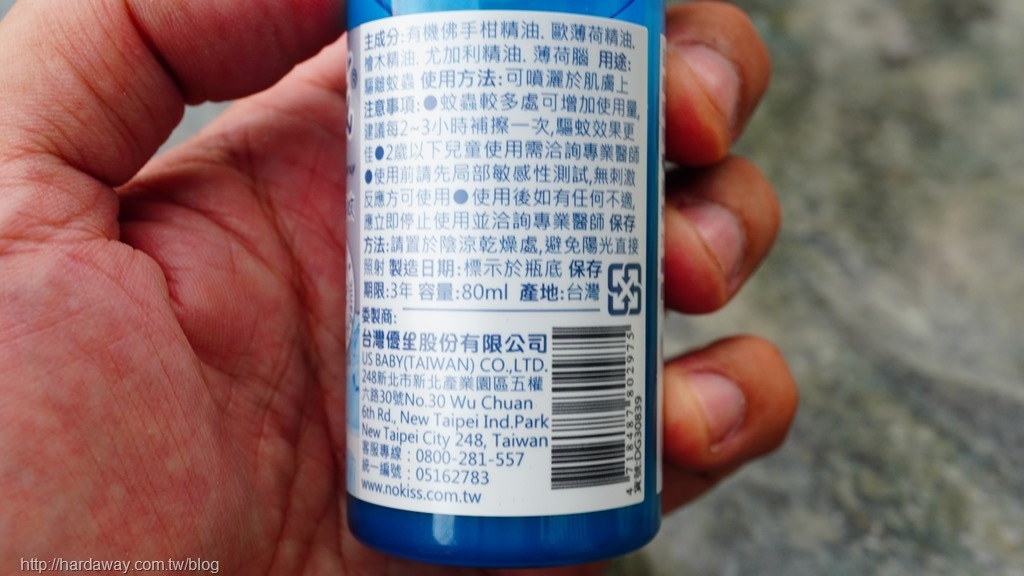 主成分:有機佛手柑精油. 歐薄荷精油.
檜木精油. 尤加利精油. 薄荷腦 用途:
驅離蚊蟲 使用方法:可噴灑於肌膚上
注意事項:●蚊蟲較多處可增加使用量,
建議每2~3小時補擦一次,驅蚊效果更
佳●2歲以下兒童使用需洽詢專業醫師
●使用前請先局部敏感性測試,無刺激
反應方可使用●使用後如有任何不適,
應立即停止使用並洽詢專業醫師 保存
方法:請置於陰涼乾燥處,避免陽光直接
照射 製造日期:標示於瓶底 保存
期限:3年 容量:80ml 產地:台灣
委製商:
台灣優生股份有限公司
US BABY(TAIWAN) CO.,LTD.
248新北市新北產業園區五權
六路30號No.30 Wu Chuan
6th Rd., New Taipei Ind.Park
New Taipei City 248, Taiwan
客服專線:0800-281-557
統一編號:05162783
www.nokiss.com.tw
4 718487 802975
貨號:DG30839
http://hardaway.com.tw/blog